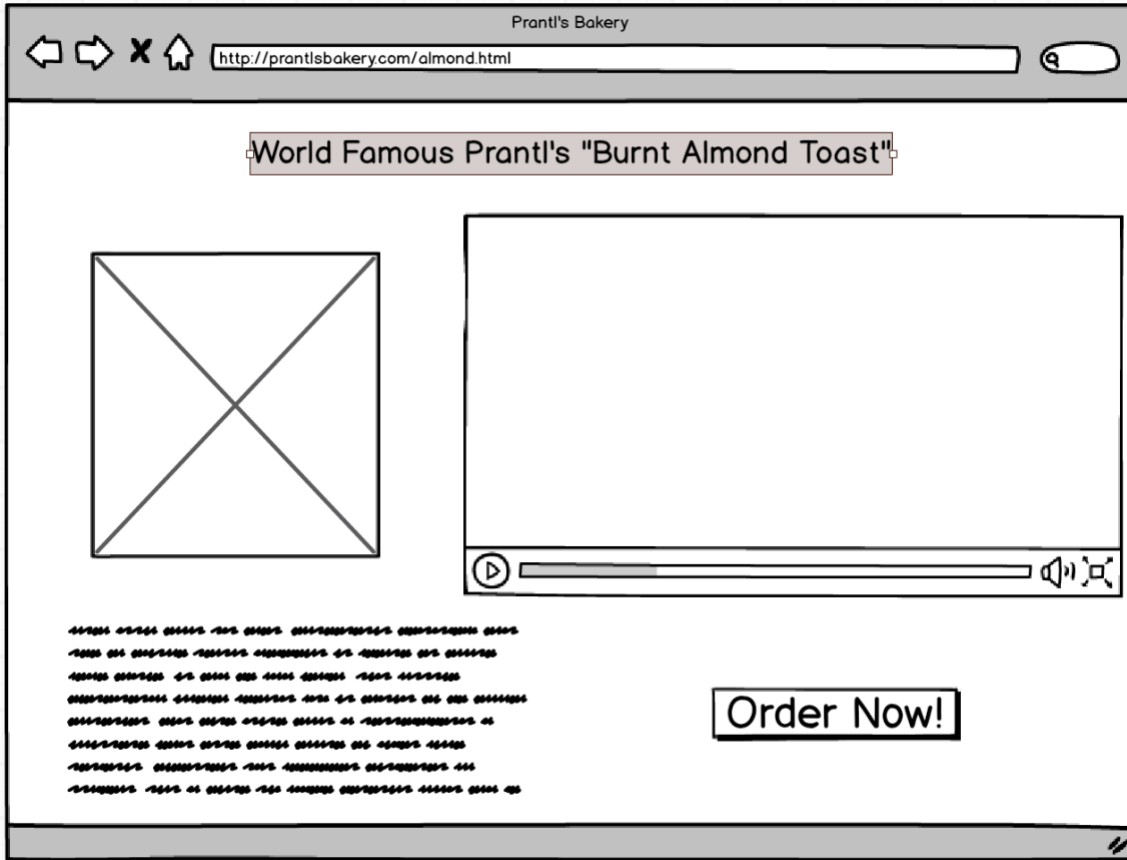 Prantl's Bakery
http://prantlsbakery.com/almond.html
World Famous Prantl's "Burnt Almond Toast"
Order Now!